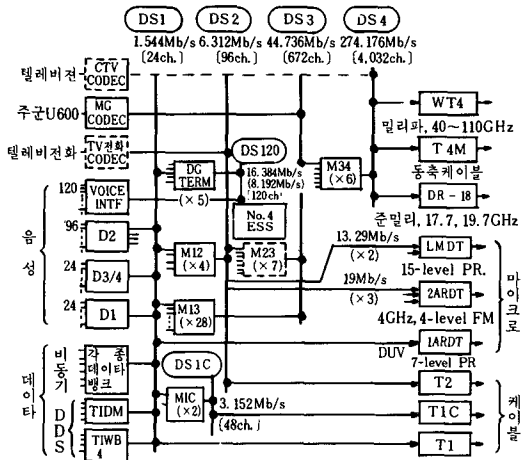 DS1
DS2
DS3
DS4
1.544Mb/s
6.312Mb/s
44.736Mb/s
274.176Mb/s
[24ch.]
(96ch.)
(672ch.)
[4,032ch.]
텔레비젼
CTV
CODEC
주군U600
MG
CODEC
텔레비전화
TV전화
CODEC
DS120
WT4
밀리파, 40~110GHz
T4M
동축케이블
DR-18
준밀리, 17.7, 19.7GHz
DG
TERM
(×5)
16.384Mb/s
(8.192Mb/s)
[120ch]
M34
(×6)
음성
120
VOICE
INTF
No.4
ESS
96
D2
M12
(×4)
M23
(×7)
13.29Mb/s
(×2)
LMDT
15-level PR.
24
D3/4
19Mb/s
(×3)
2ARDT
4GHz, 4-level FM
24
D1
M13
(×28)
DUV
1ARDT
7-level PR
마이크로
데이타
비동기
각종
데이타
뱅크
DS1C
MIC
(×2)
3.152Mb/s
(48ch.)
T2
DDS
TIDM
T1C
TIWB
4
T1
케이블